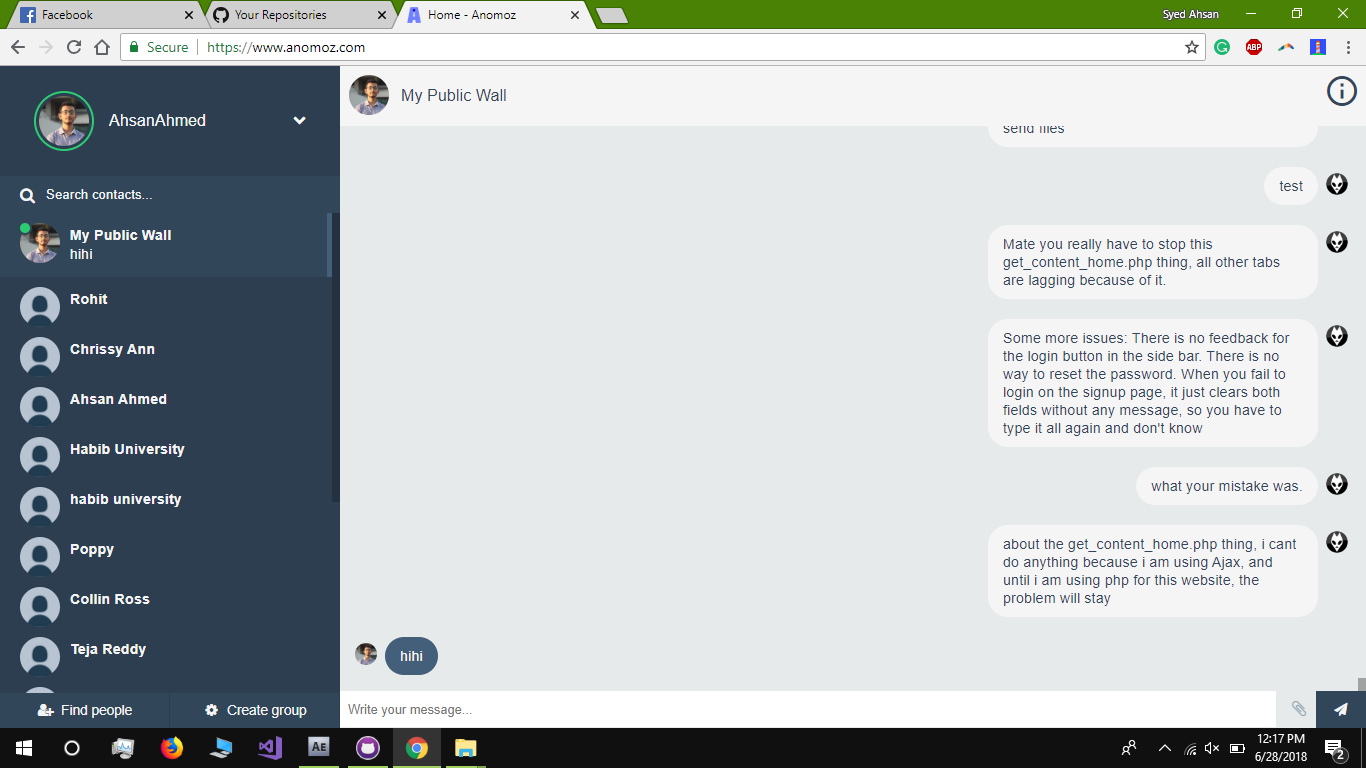 Facebook
Your Repositories
Home - Anomoz
Syed Ahsan
Secure
https://www.anomoz.com
ABP
AhsanAhmed
Search contacts...
My Public Wall
hihi
Rohit
Chrissy Ann
Ahsan Ahmed
Habib University
habib university
Poppy
Collin Ross
Teja Reddy
Find people
Create group
My Public Wall
send files
test
Mate you really have to stop this
get_content_home.php thing, all other tabs
are lagging because of it.
Some more issues: There is no feedback for
the login button in the side bar. There is no
way to reset the password. When you fail to
login on the signup page, it just clears both
fields without any message, so you have to
type it all again and don't know
what your mistake was.
about the get_content_home.php thing, i cant
do anything because i am using Ajax, and
until i am using php for this website, the
problem will stay
hihi
Write your message...
Ae
12:17 PM
6/28/2018
2